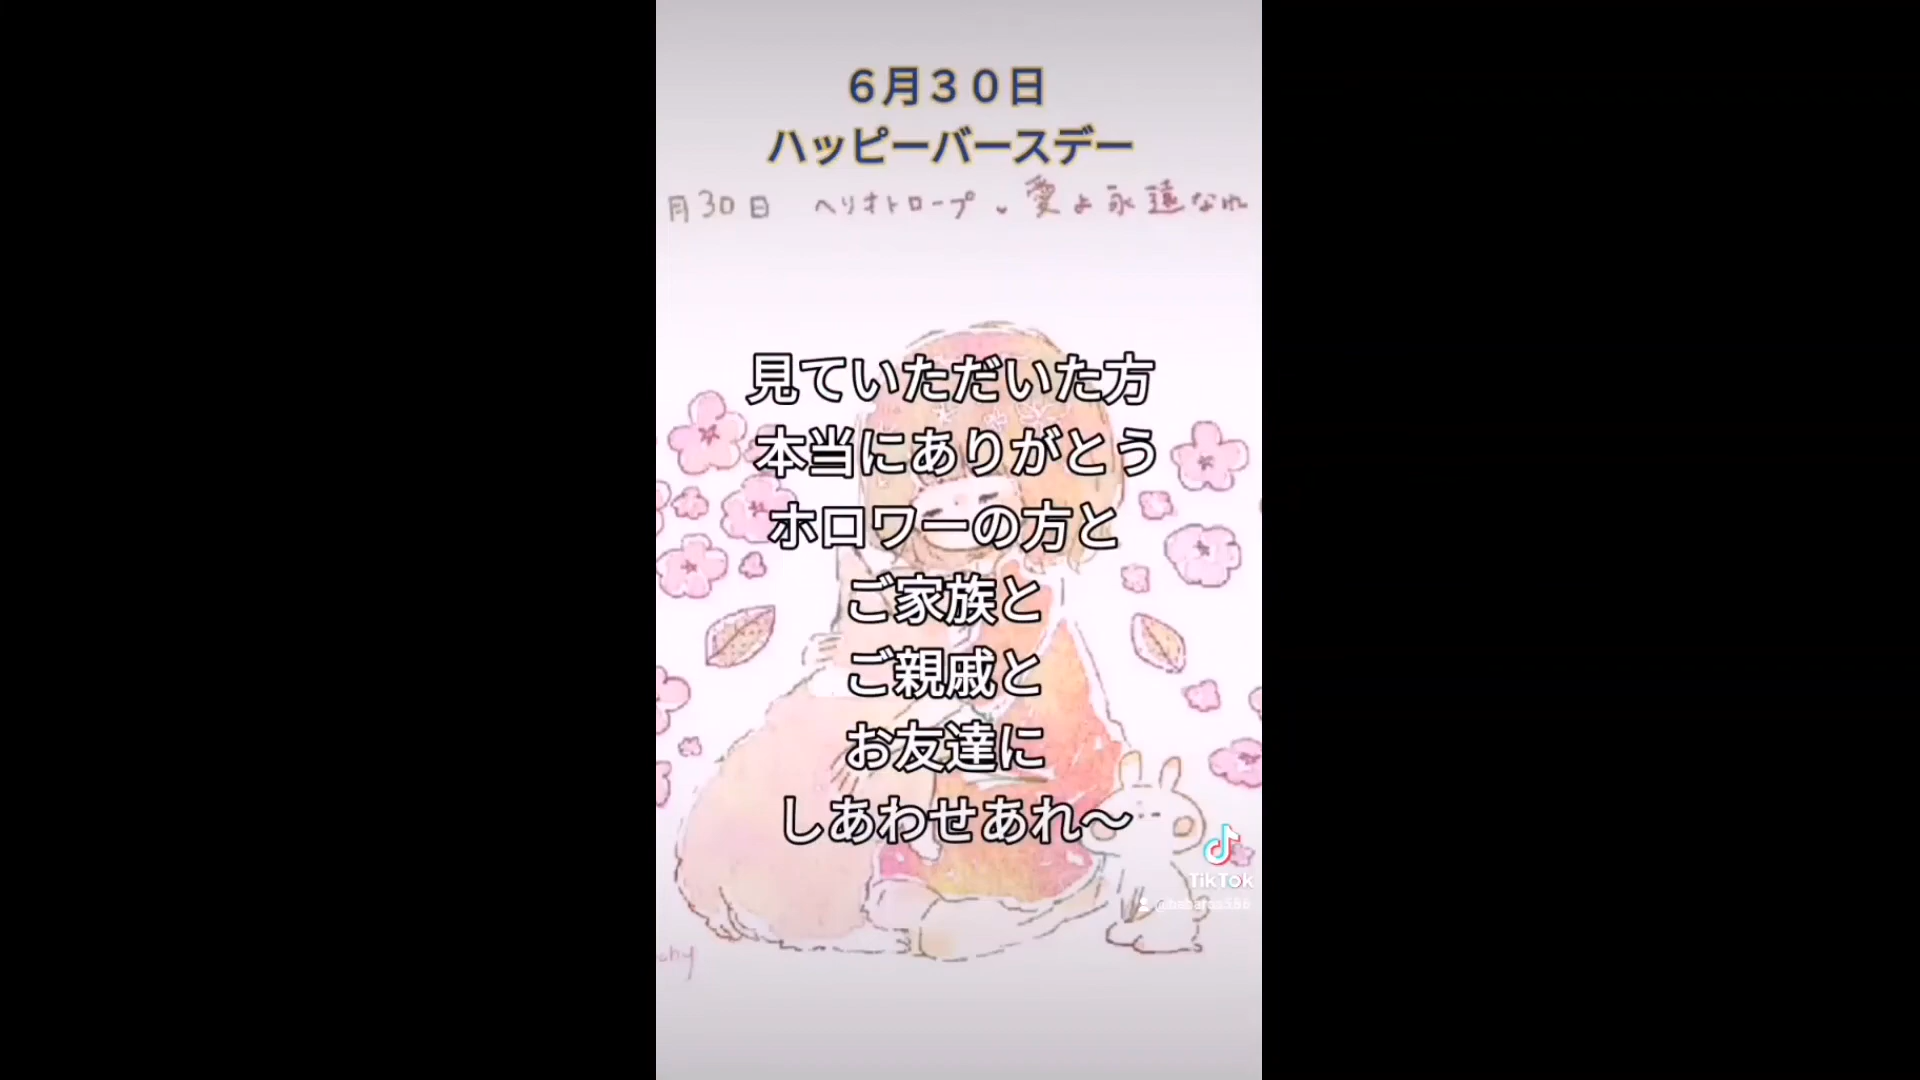 ６月３０日
ハッピーバースデー
月30日 ヘリオトロープ 愛よ永遠なれ
見ていただいた方
本当にありがとう
ホロワーの方と
ご家族と
ご親戚と
お友達に
しあわせあれ〜
TikTok
chy